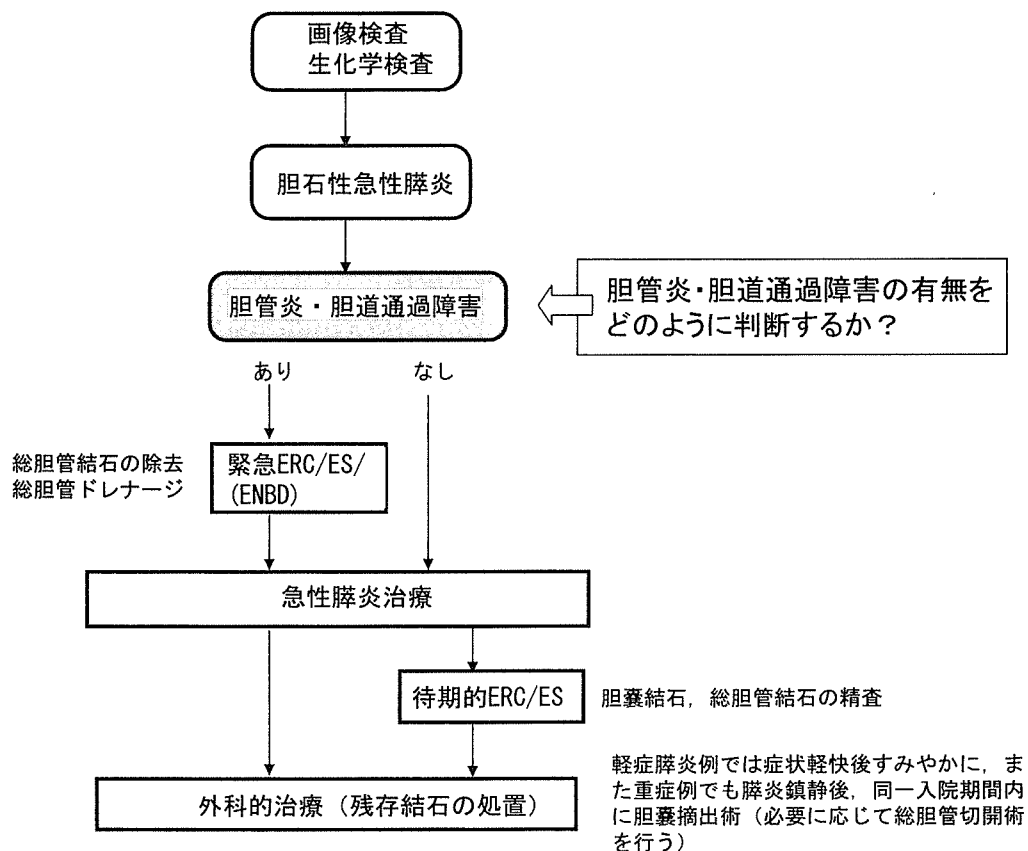 画像検査
生化学検査
胆石性急性膵炎
胆管炎・胆道通過障害
胆管炎・胆道通過障害の有無を
どのように判断するか？
あり
なし
総胆管結石の除去
総胆管ドレナージ
緊急ERC/ES/
(ENBD)
急性膵炎治療
待期的ERC/ES
胆嚢結石，総胆管結石の精査
外科的治療（残存結石の処置）
軽症膵炎例では症状軽快後すみやかに，ま
た重症例でも膵炎鎮静後，同一入院期間内
に胆嚢摘出術（必要に応じて総胆管切開術
を行う）